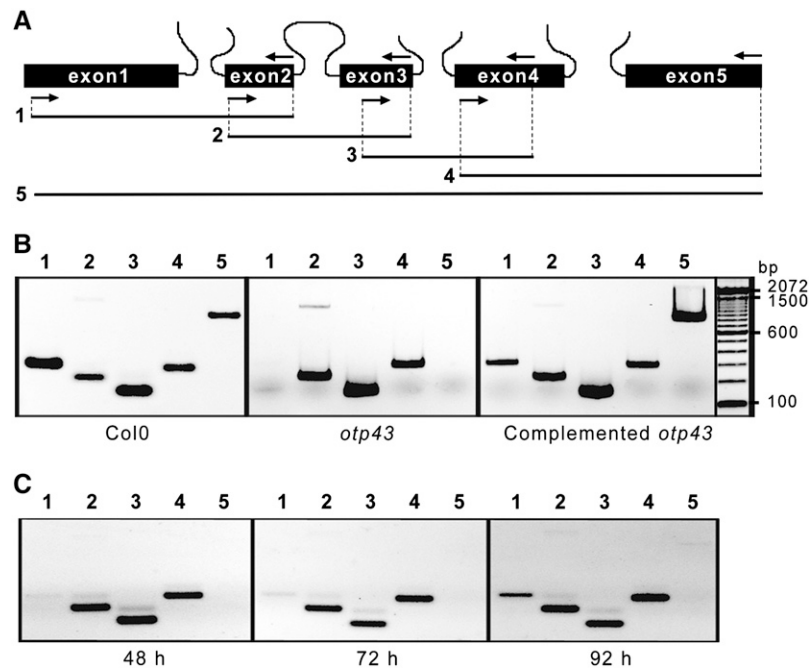 A
exon1 exon2 exon3 exon4 exon5
1
2
3
4
5
B
1 2 3 4 5 1 2 3 4 5 1 2 3 4 5
bp
2072
1500
600
100
Col0 otp43 Complemented otp43
C
1 2 3 4 5 1 2 3 4 5 1 2 3 4 5
48 h 72 h 92 h